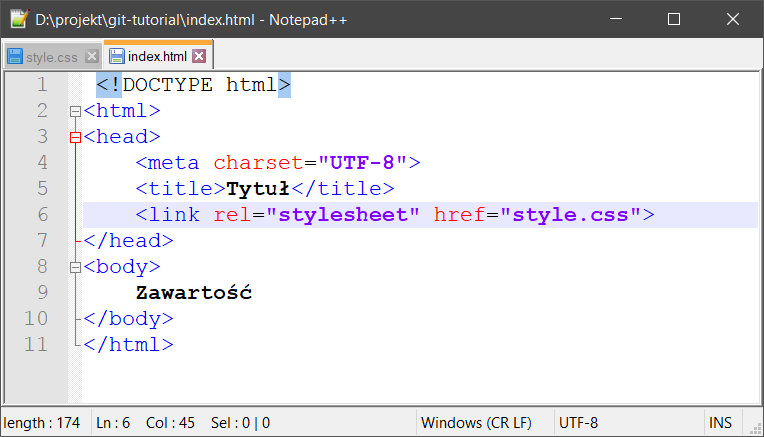 D:\projekt\git-tutorial\index.html - Notepad++
style.css index.html
1 <!DOCTYPE html>
2 <html>
3 <head>
4 <meta charset="UTF-8">
5 <title>Tytuł</title>
6 <link rel="stylesheet" href="style.css">
7 </head>
8 <body>
9 Zawartość
10 </body>
11 </html>
length : 174 Ln : 6 Col : 45 Sel : 0 | 0 Windows (CR LF) UTF-8 INS